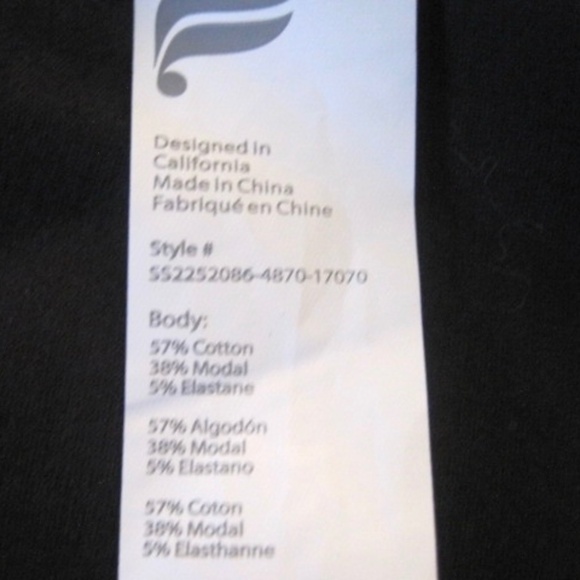 Designed in
California
Made in China
Fabriqué en Chine
Style #
SS2252086-4870-17070
Body:
57% Cotton
38% Modal
5% Elastane
57% Algodón
38% Modal
5% Elastano
57% Coton
38% Modal
5% Elasthanne